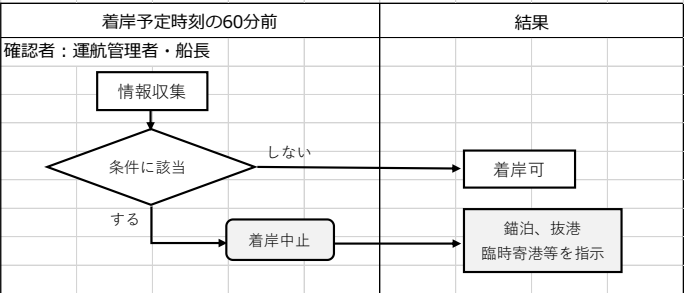 着岸予定時刻の60分前
結果
確認者：運航管理者・船長
情報収集
条件に該当
しない
着岸可
する
着岸中止
錨泊、抜港
臨時寄港等を指示